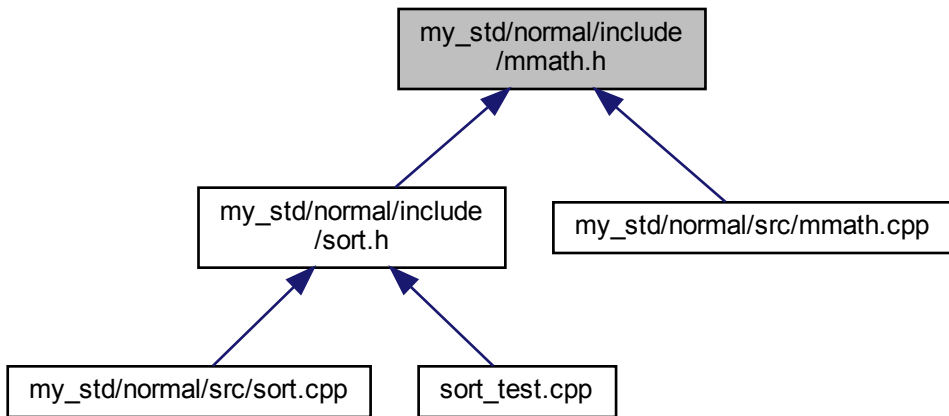 my_std/normal/include
/mmath.h
my_std/normal/include
/sort.h
my_std/normal/src/mmath.cpp
my_std/normal/src/sort.cpp
sort_test.cpp